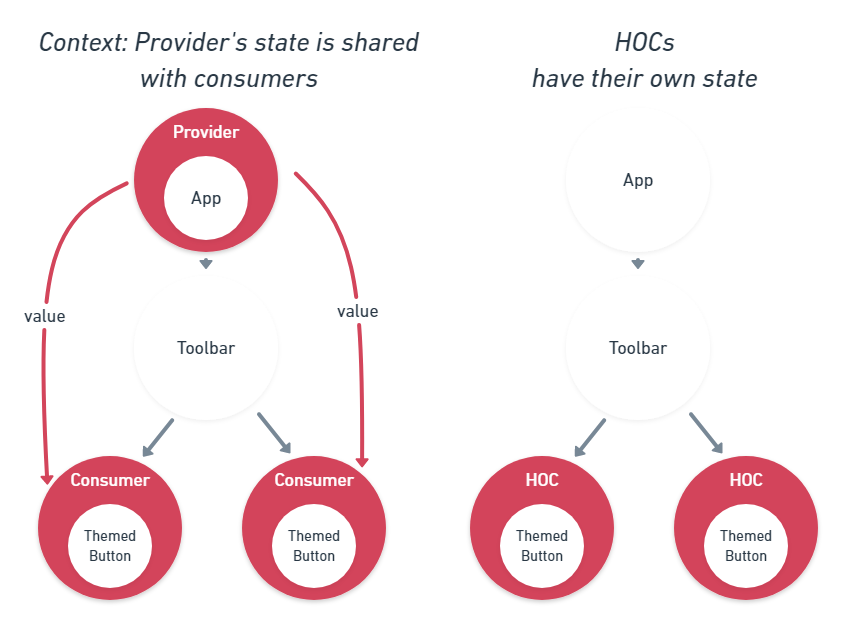 Context: Provider's state is shared
with consumers
Provider
App
value
value
Toolbar
Consumer
Themed
Button
Consumer
Themed
Button
HOCs
have their own state
App
Toolbar
HOC
Themed
Button
HOC
Themed
Button